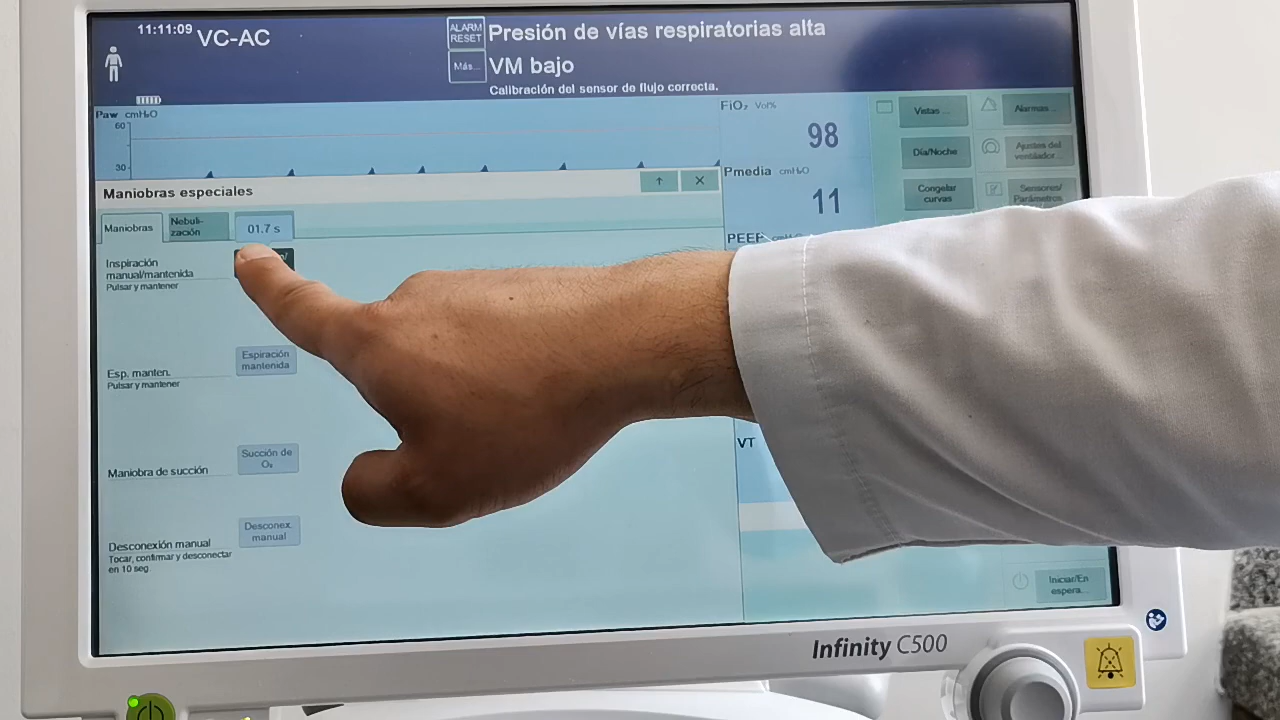 11:11:09
VC-AC
ALARM
RESET
Presión de vías respiratorias alta
Más...
VM bajo
Calibración del sensor de flujo correcta.
Paw cmH₂O
60
30
FiO₂ Vol%
98
Pmedia cmH₂O
11
PEEP cmH₂O
Vistas...
Alarmas...
Día/Noche
Ajustes del
ventilador...
Congelar
curvas
Sensores/
Parámetros
Maniobras especiales
Maniobras
Nebuli-
zación
01.7 s
Inspiración
manual/mantenida
Pulsar y mantener
Esp. manten.
Pulsar y mantener
Espiración
mantenida
Maniobra de succión
Succión de
O₂
Desconexión manual
Tocar, confirmar y desconectar
en 10 seg.
Desconex.
manual
VT
Iniciar/En
espera...
Infinity C500